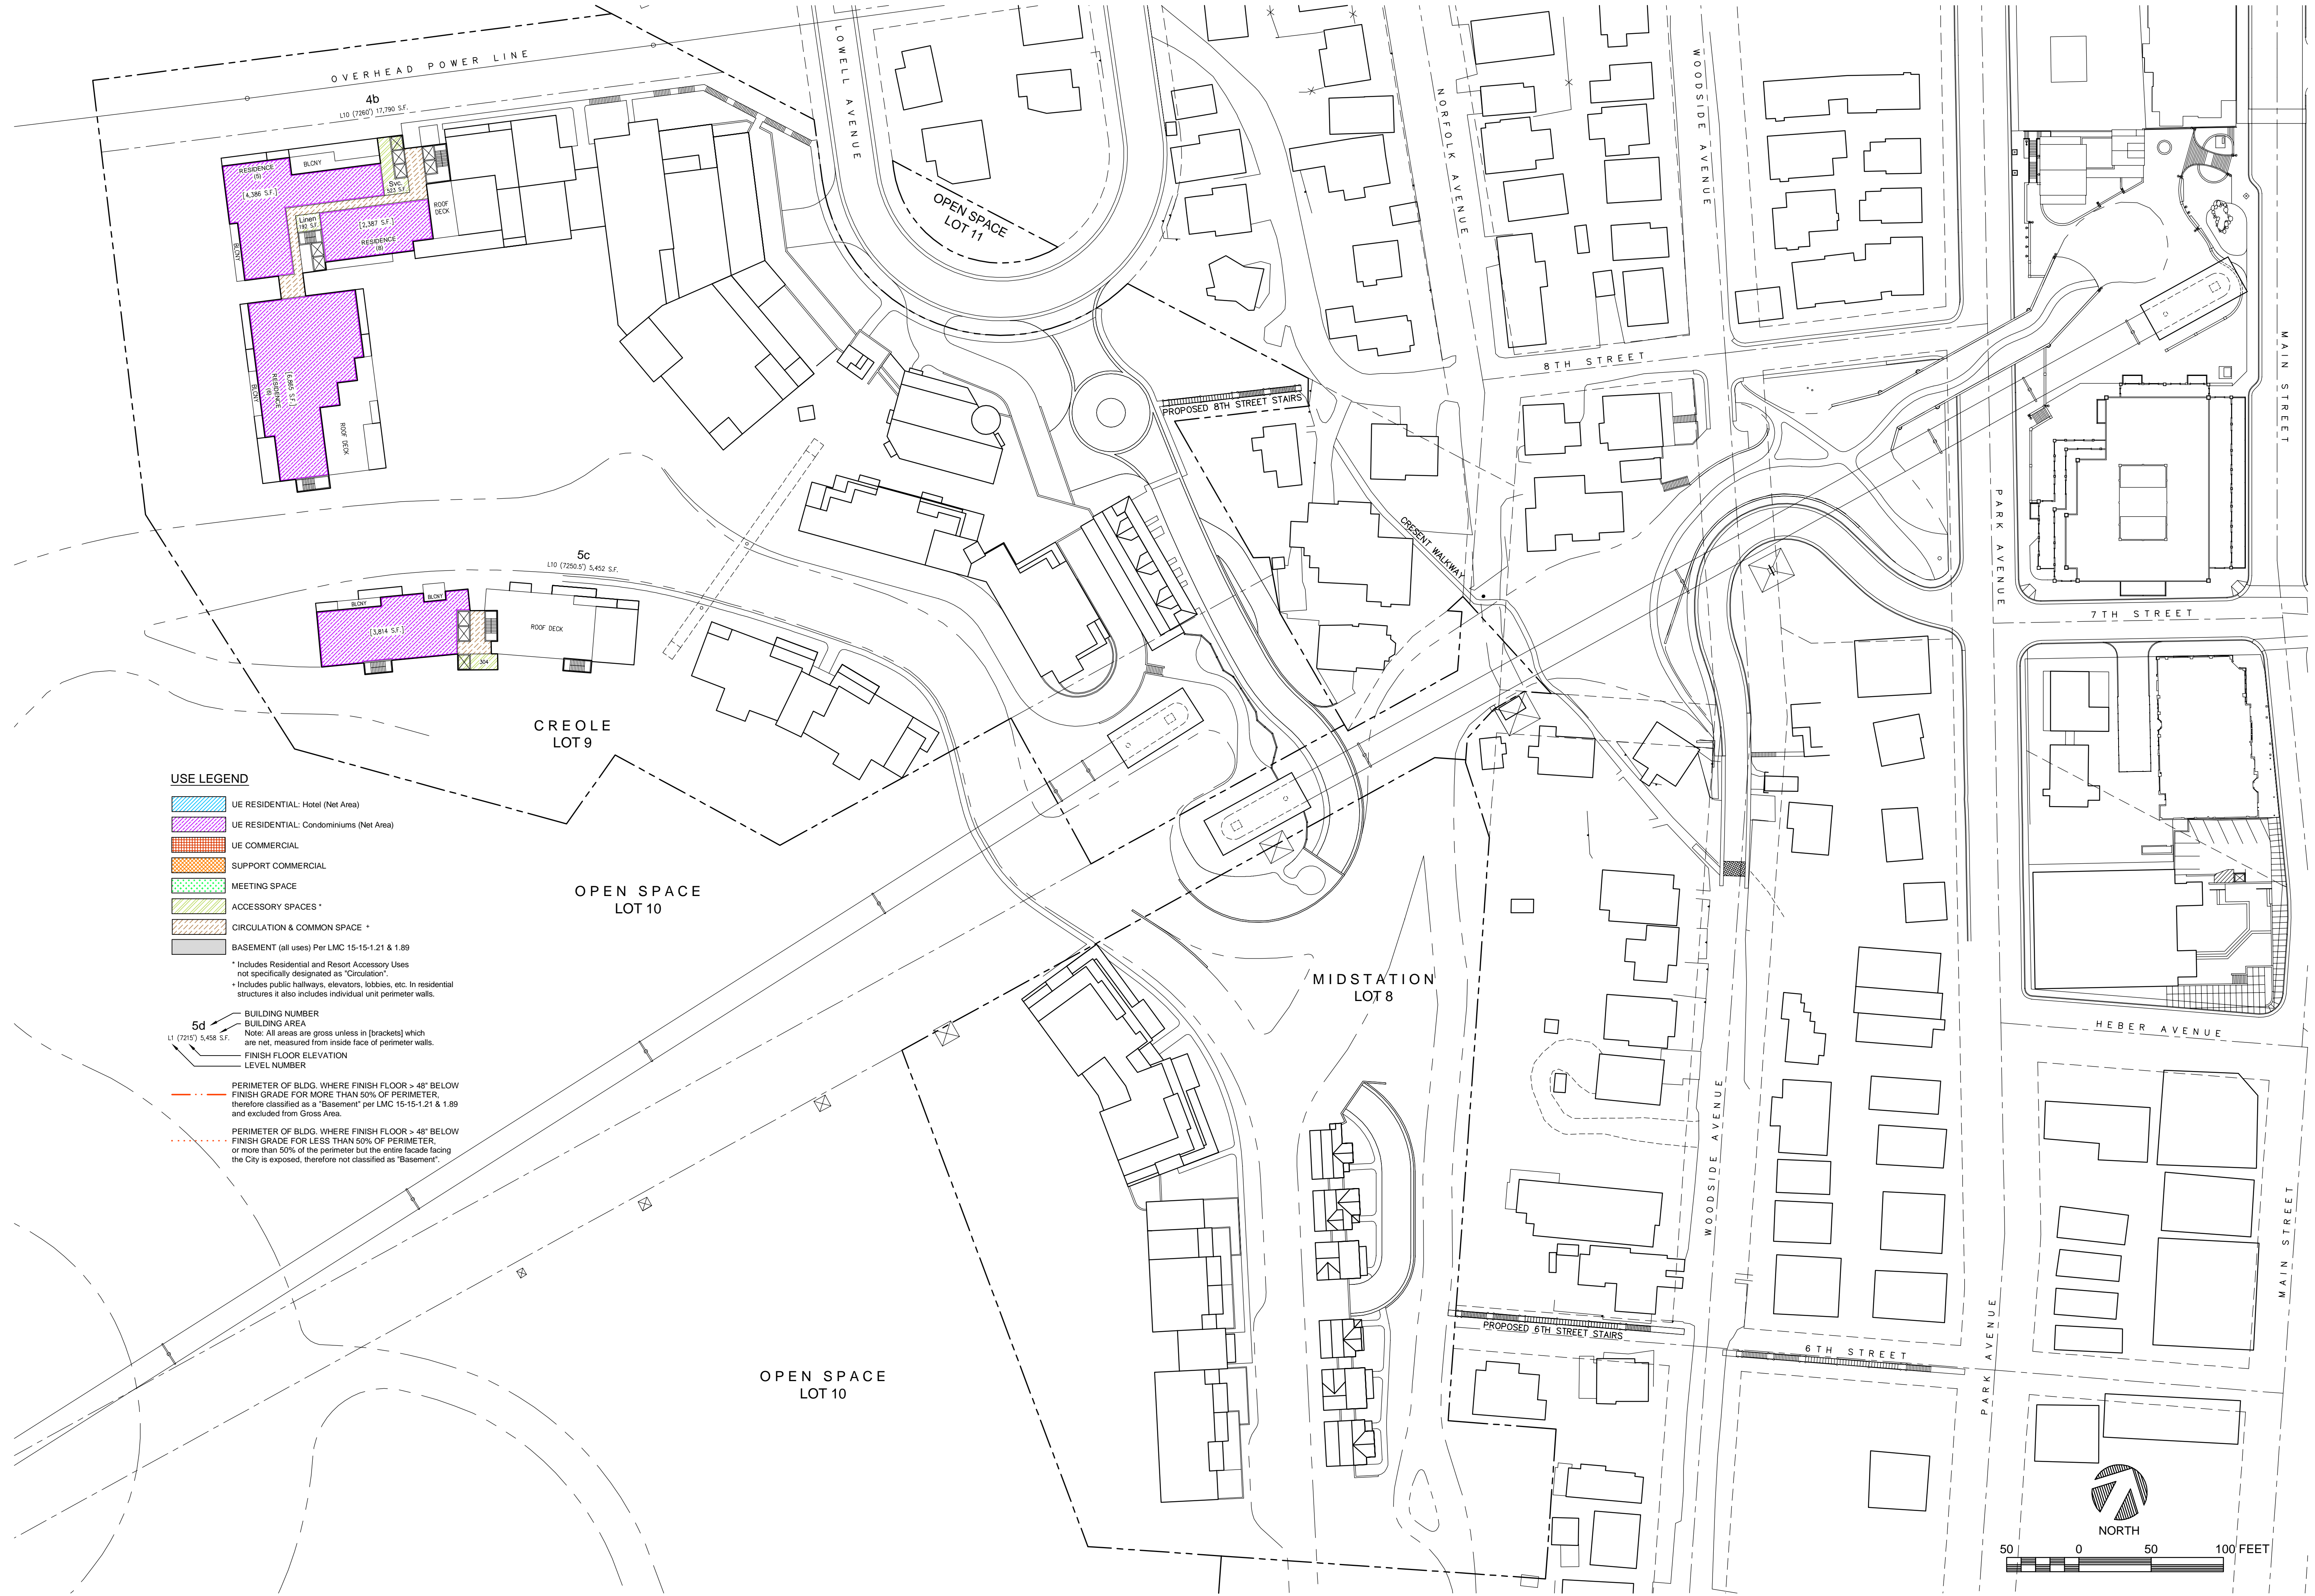 OVERHEAD POWER LINE
4b
L10 (7260') 17,790 S.F.
RESIDENCE
(5)
BLCNY
[4,386 S.F.]
Svc.
523 S.F.
Linen
192 S.F.
[2,387 S.F.]
RESIDENCE
(8)
ROOF
DECK
BLCNY
[6,865 S.F.]
RESIDENCE
(8)
BLCNY
ROOF DECK
LOWELL AVENUE
OPEN SPACE
LOT 11
NORFOLK AVENUE
WOODSIDE AVENUE
8TH STREET
PROPOSED 8TH STREET STAIRS
CRESENT WALKWAY
PARK AVENUE
MAIN STREET
7TH STREET
5c
L10 (7250.5') 5,452 S.F.
BLCNY
BLCNY
[3,814 S.F.]
ROOF DECK
304
CREOLE
LOT 9
OPEN SPACE
LOT 10
MIDSTATION
LOT 8
HEBER AVENUE
WOODSIDE AVENUE
PROPOSED 6TH STREET STAIRS
6TH STREET
PARK AVENUE
MAIN STREET
OPEN SPACE
LOT 10
USE LEGEND
UE RESIDENTIAL: Hotel (Net Area)
UE RESIDENTIAL: Condominiums (Net Area)
UE COMMERCIAL
SUPPORT COMMERCIAL
MEETING SPACE
ACCESSORY SPACES *
CIRCULATION & COMMON SPACE +
BASEMENT (all uses) Per LMC 15-15-1.21 & 1.89
* Includes Residential and Resort Accessory Uses
not specifically designated as "Circulation".
+ Includes public hallways, elevators, lobbies, etc. In residential
structures it also includes individual unit perimeter walls.
BUILDING NUMBER
5d
BUILDING AREA
L1 (7215') 5,458 S.F.
Note: All areas are gross unless in [brackets] which
are net, measured from inside face of perimeter walls.
FINISH FLOOR ELEVATION
LEVEL NUMBER
PERIMETER OF BLDG. WHERE FINISH FLOOR > 48" BELOW
FINISH GRADE FOR MORE THAN 50% OF PERIMETER,
therefore classified as a "Basement" per LMC 15-15-1.21 & 1.89
and excluded from Gross Area.
PERIMETER OF BLDG. WHERE FINISH FLOOR > 48" BELOW
FINISH GRADE FOR LESS THAN 50% OF PERIMETER,
or more than 50% of the perimeter but the entire facade facing
the City is exposed, therefore not classified as "Basement".
NORTH
50 0 50 100 FEET